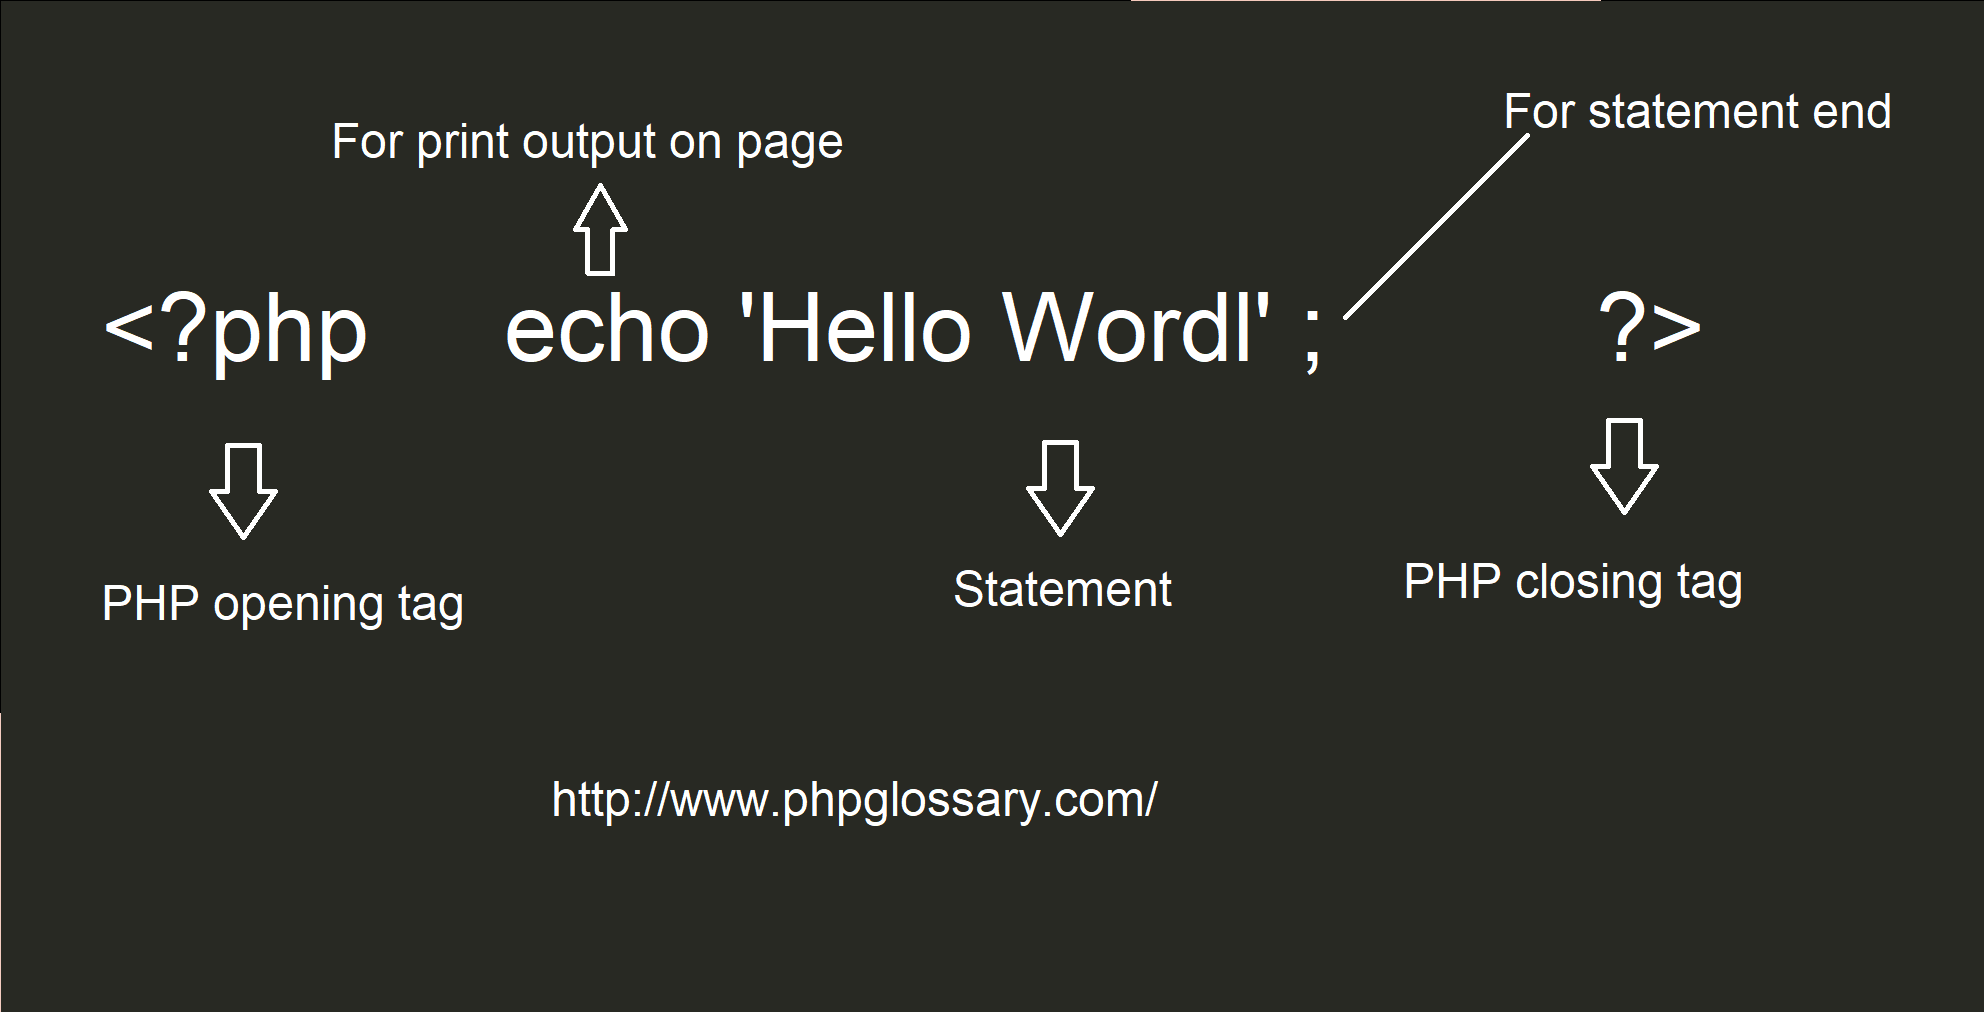 For statement end
For print output on page
<?php echo 'Hello Wordl' ; ?>
PHP opening tag
Statement
PHP closing tag
http://www.phpglossary.com/